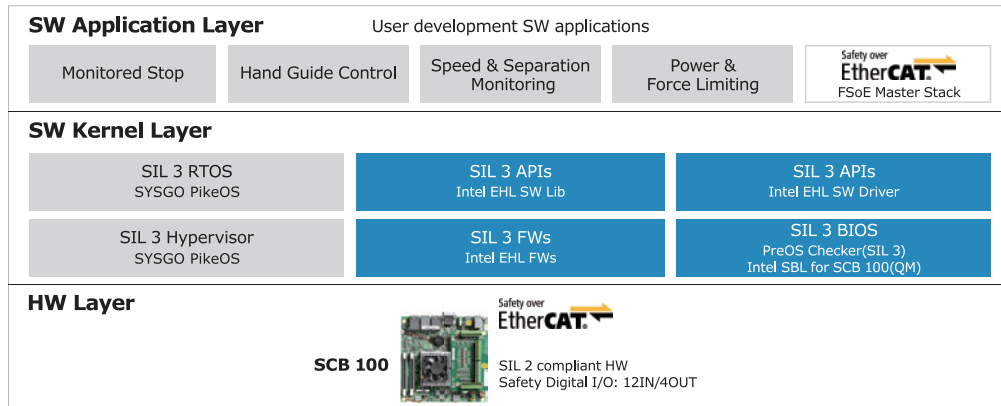 SW Application Layer
User development SW applications
Monitored Stop
Hand Guide Control
Speed & Separation
Monitoring
Power &
Force Limiting
Safety over
EtherCAT.
FSoE Master Stack
SW Kernel Layer
SIL 3 RTOS
SYSGO PikeOS
SIL 3 APIs
Intel EHL SW Lib
SIL 3 APIs
Intel EHL SW Driver
SIL 3 Hypervisor
SYSGO PikeOS
SIL 3 FWs
Intel EHL FWs
SIL 3 BIOS
PreOS Checker(SIL 3)
Intel SBL for SCB 100(QM)
HW Layer
Safety over
EtherCAT.
SCB 100
SIL 2 compliant HW
Safety Digital I/O: 12IN/4OUT